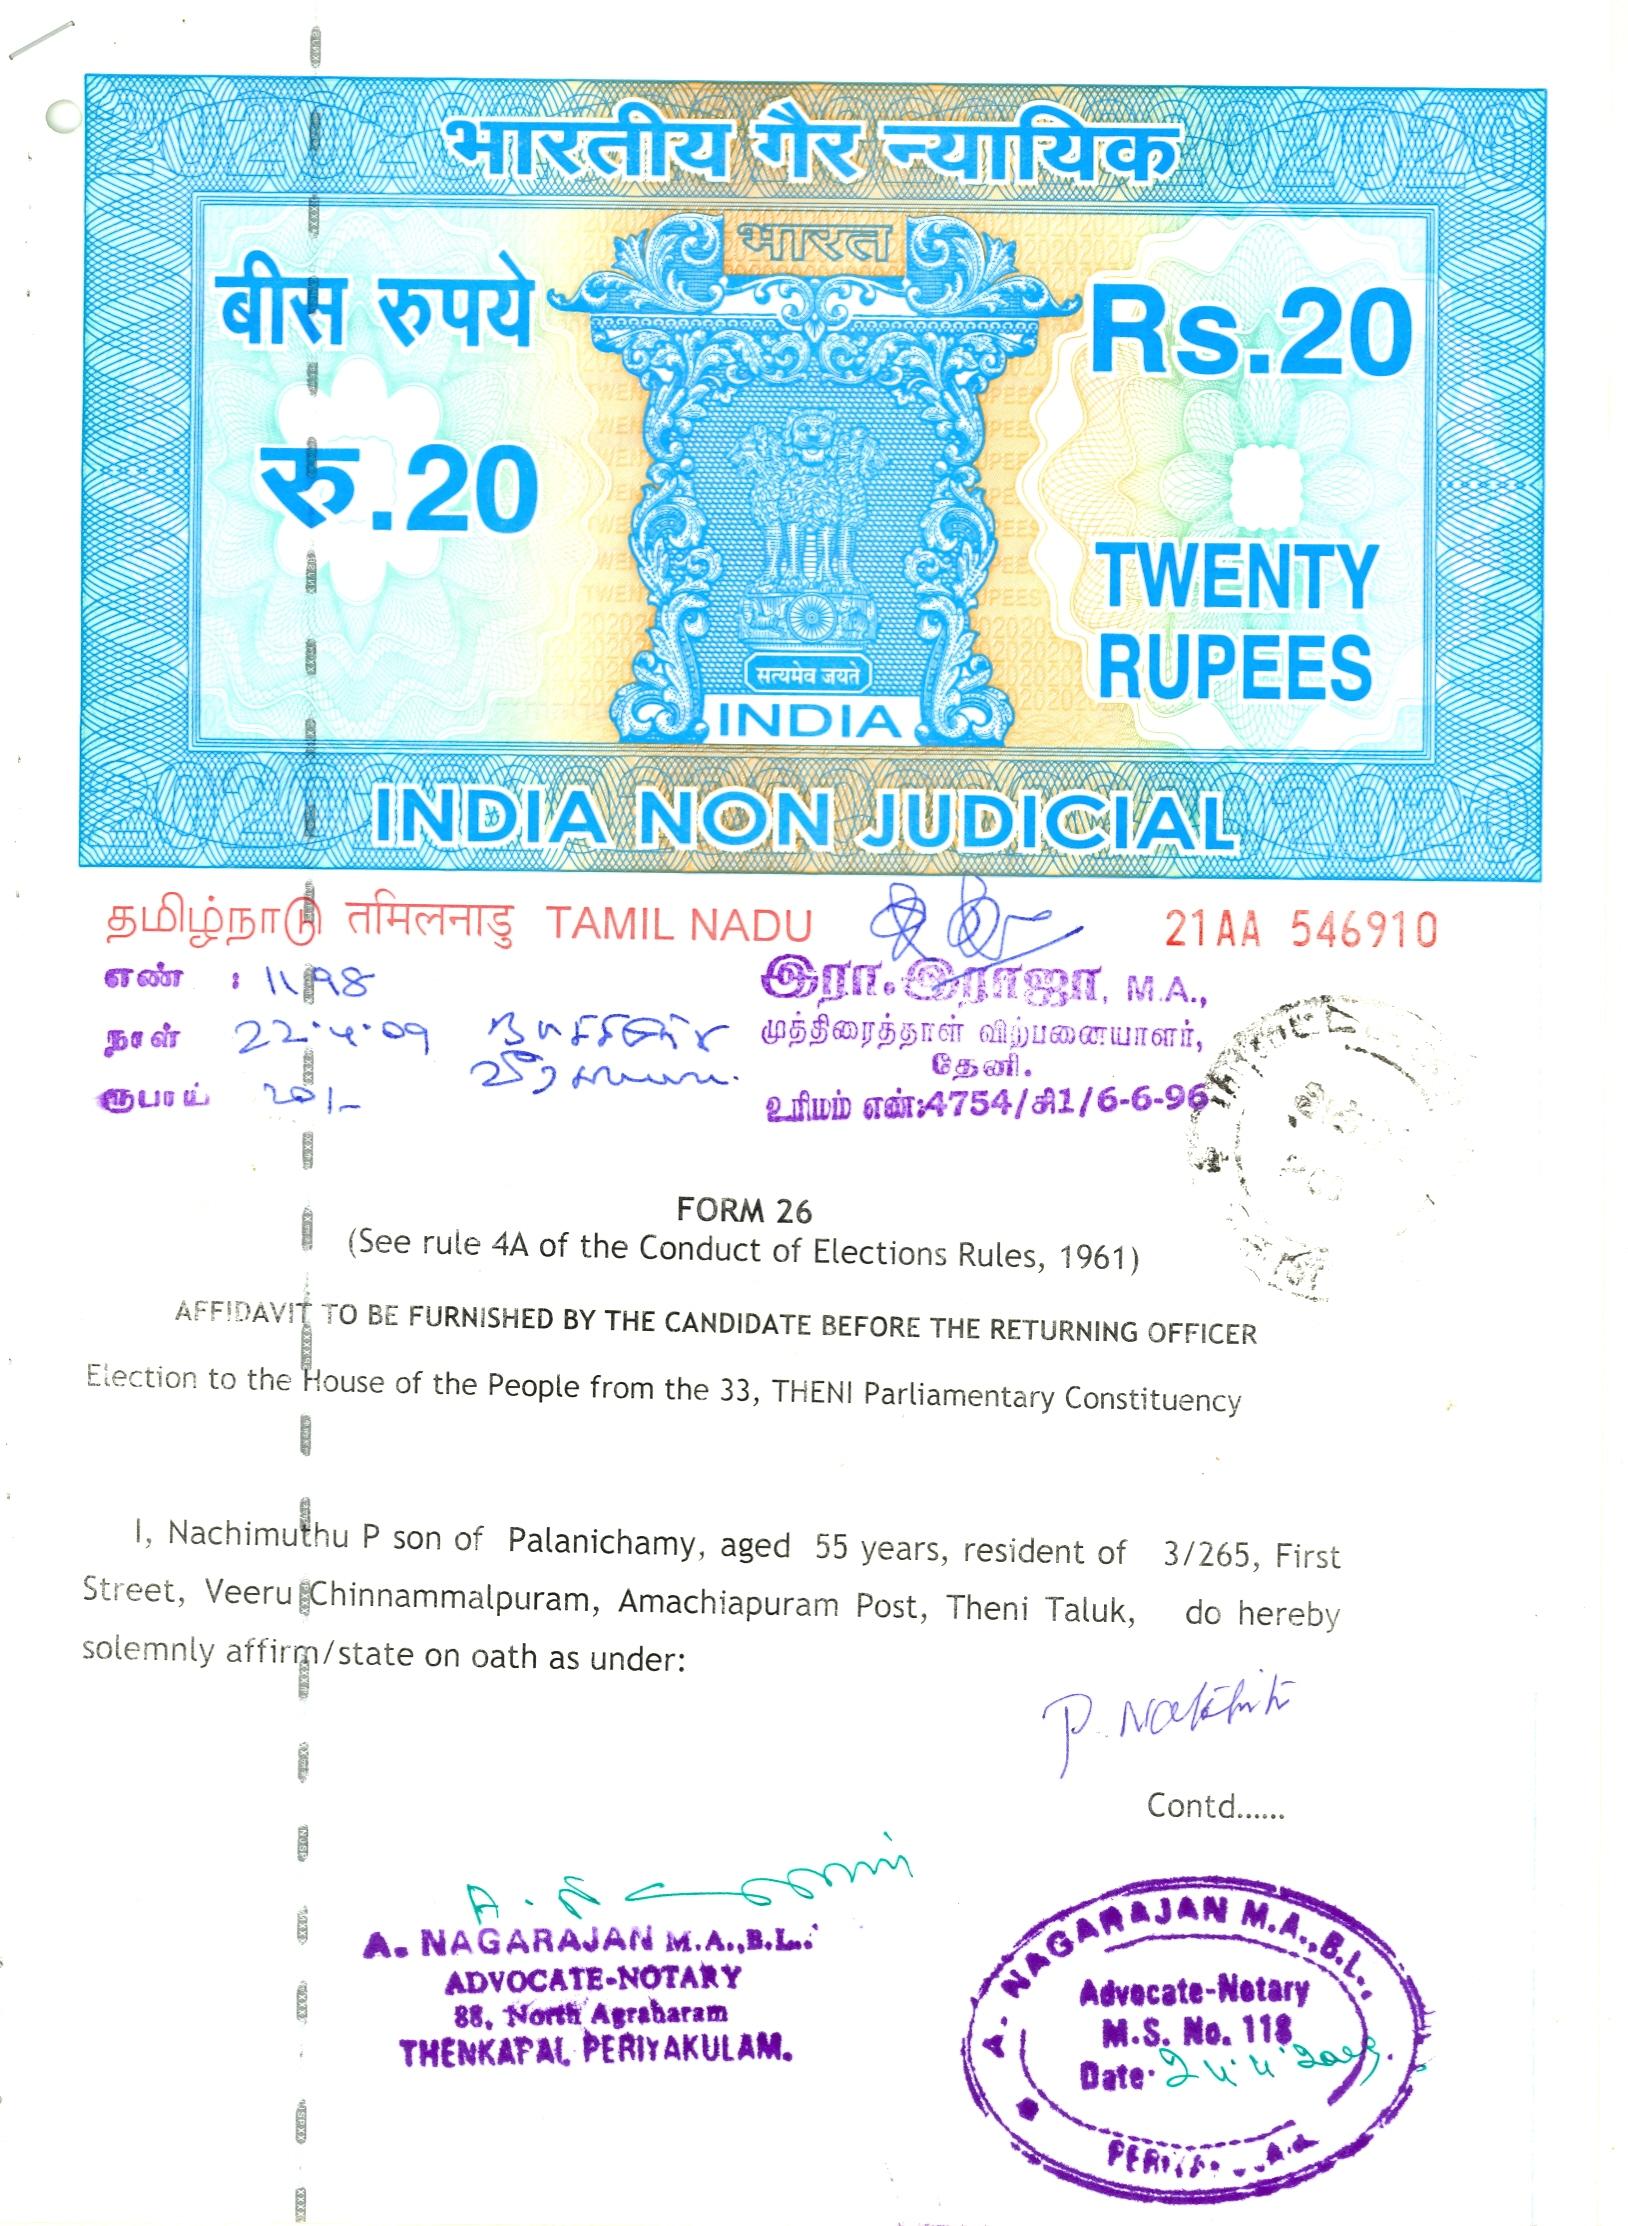 भारतीय गैर न्यायिक
भारत
बीस रुपये
Rs.20
रु.20
TWENTY
RUPEES
सत्यमेव जयते
INDIA
INDIA NON JUDICIAL
தமிழ்நாடு तमिलनाडु TAMIL NADU 21AA 546910
எண் : 1198
நாள் 22.4.09
ரூபாய் 20/-
இரா. இராஜா, M.A.,
முத்திரைத்தாள் விற்பனையாளர்,
தேனி.
உரிமம் எண்:4754/சி1/6-6-96
FORM 26
(See rule 4A of the Conduct of Elections Rules, 1961)
AFFIDAVIT TO BE FURNISHED BY THE CANDIDATE BEFORE THE RETURNING OFFICER
Election to the House of the People from the 33, THENI Parliamentary Constituency
I, Nachimuthu P son of Palanichamy, aged 55 years, resident of 3/265, First
Street, Veeru Chinnammalpuram, Amachiapuram Post, Theni Taluk, do hereby
solemnly affirm/state on oath as under:
Contd......
A. NAGARAJAN M.A.,B.L.,
ADVOCATE-NOTARY
88, North Agraharam
THENKARAI, PERIYAKULAM.
A. NAGARAJAN M.A.,B.L.,
Advocate-Notary
M.S. No. 118
Date: 24.4.2009